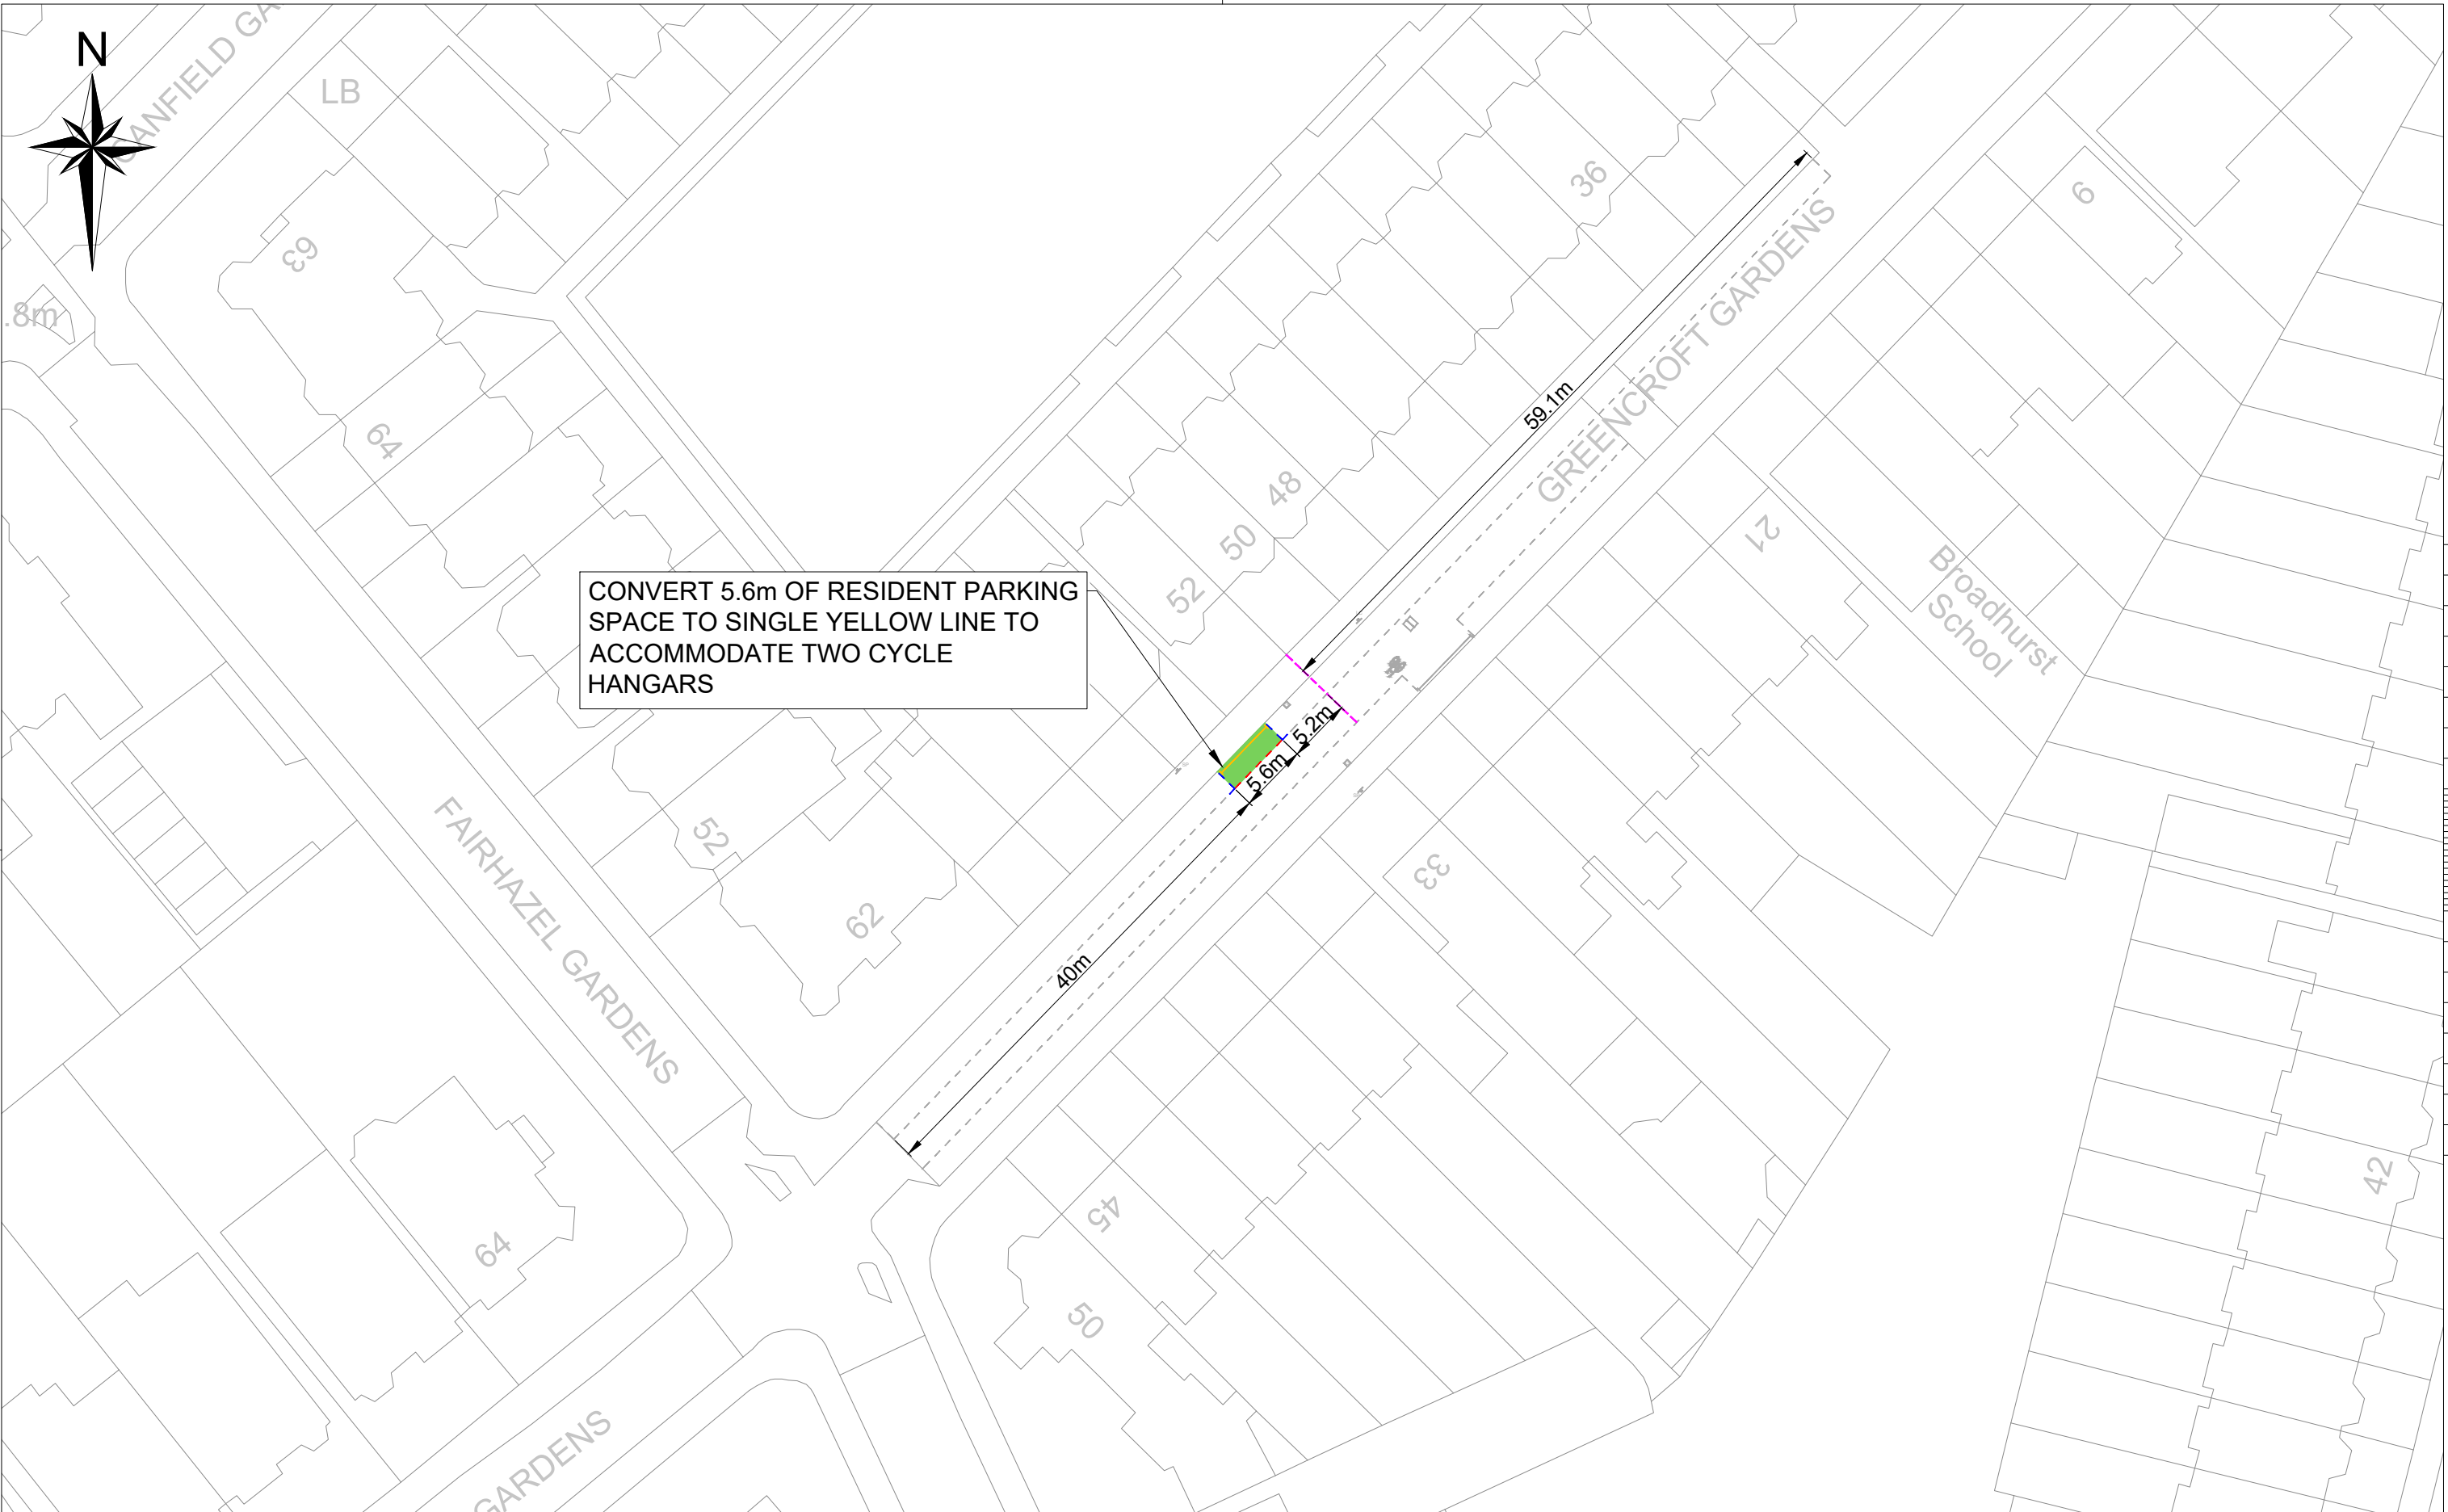 N
LB
63
.8m
64
36
6
59.1m
GREENCROFT GARDENS
48
50
52
21
Broadhurst
School
CONVERT 5.6m OF RESIDENT PARKING
SPACE TO SINGLE YELLOW LINE TO
ACCOMMODATE TWO CYCLE
HANGARS
5.2m
5.6m
FAIRHAZEL GARDENS
52
62
33
40m
64
45
50
42
GARDENS